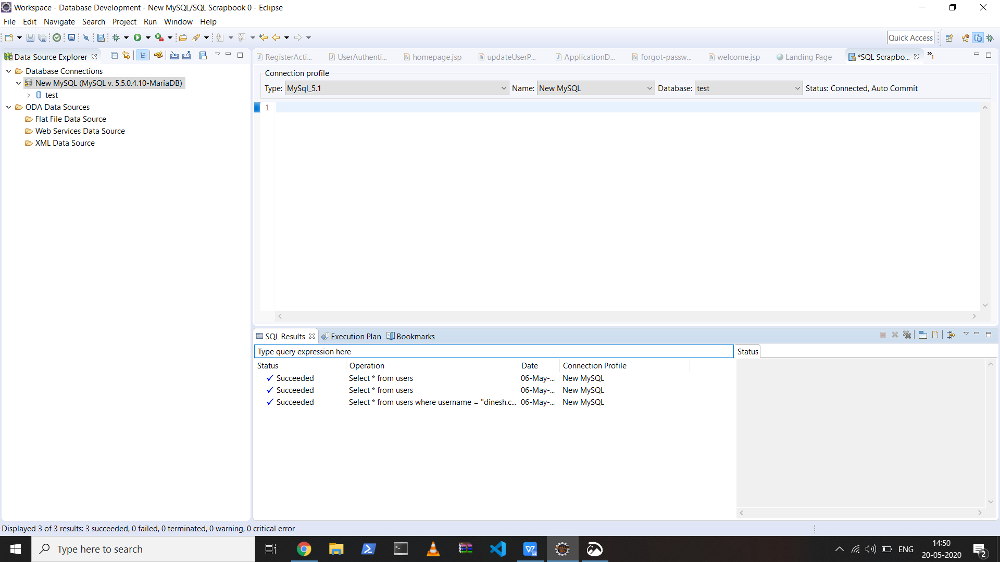 Workspace - Database Development - New MySQL/SQL Scrapbook 0 - Eclipse
File Edit Navigate Search Project Run Window Help
Quick Access
Data Source Explorer
Database Connections
New MySQL (MySQL v. 5.5.0.4.10-MariaDB)
test
ODA Data Sources
Flat File Data Source
Web Services Data Source
XML Data Source
RegisterActi... UserAuthenti... homepage.jsp updateUserP... ApplicationD... forgot-passw... welcome.jsp Landing Page *SQL Scrapbo... »1
Connection profile
Type: MySql_5.1 Name: New MySQL Database: test Status: Connected, Auto Commit
1
SQL Results Execution Plan Bookmarks
Type query expression here
Status Operation Date Connection Profile
Succeeded Select * from users 06-May-... New MySQL
Succeeded Select * from users 06-May-... New MySQL
Succeeded Select * from users where username = "dinesh.c... 06-May-... New MySQL
Status
Displayed 3 of 3 results: 3 succeeded, 0 failed, 0 terminated, 0 warning, 0 critical error
Type here to search
ENG
14:50
20-05-2020
2